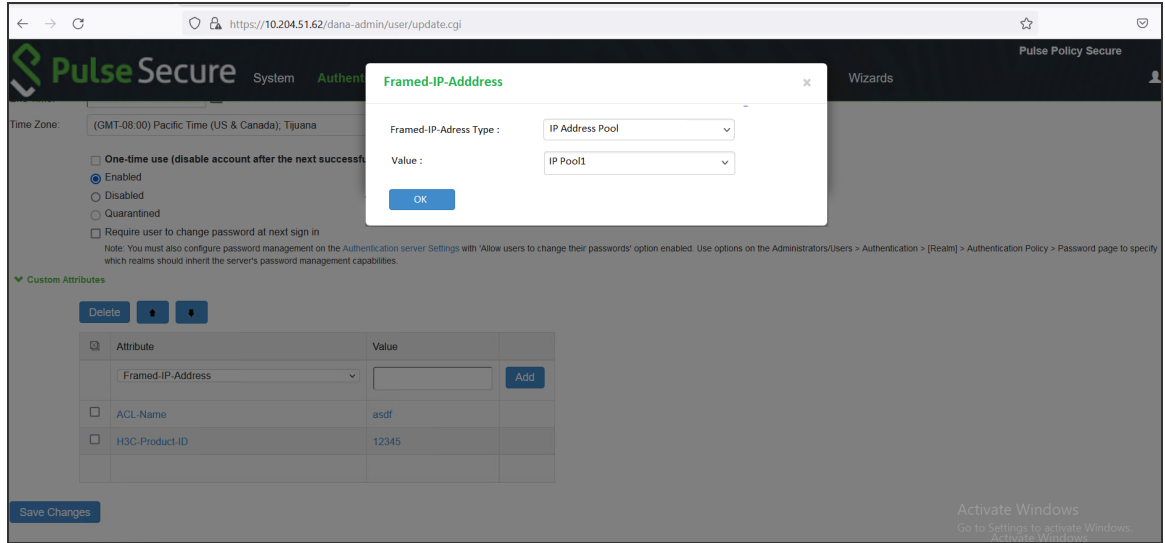 https://10.204.51.62/dana-admin/user/update.cgi
Pulse Policy Secure
Pulse Secure
System
Authent
Wizards
Framed-IP-Adddress
×
Framed-IP-Adress Type :
IP Address Pool
Value :
IP Pool1
OK
Time Zone:
(GMT-08:00) Pacific Time (US & Canada); Tijuana
One-time use (disable account after the next successfu
Enabled
Disabled
Quarantined
Require user to change password at next sign in
Note: You must also configure password management on the Authentication server Settings with 'Allow users to change their passwords' option enabled. Use options on the Administrators/Users > Authentication > [Realm] > Authentication Policy > Password page to specify
which realms should inherit the server's password management capabilities.
Custom Attributes
Delete
Attribute
Value
Framed-IP-Address
Add
ACL-Name
asdf
H3C-Product-ID
12345
Save Changes
Activate Windows
Go to Settings to activate Windows.
Activate Windows